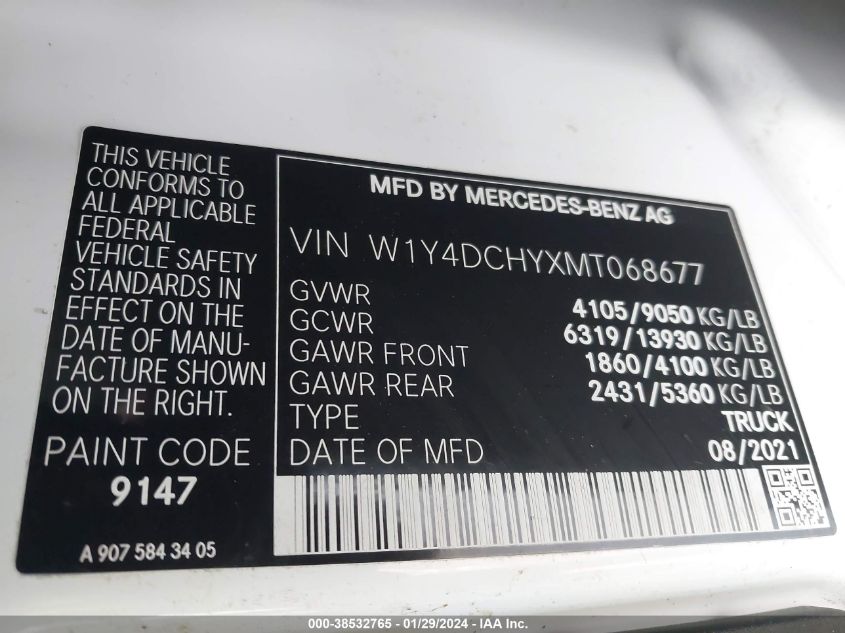 THIS VEHICLE
CONFORMS TO
ALL APPLICABLE
FEDERAL
VEHICLE SAFETY
STANDARDS IN
EFFECT ON THE
DATE OF MANU-
FACTURE SHOWN
ON THE RIGHT.
PAINT CODE
9147
A 907 584 34 05
MFD BY MERCEDES-BENZ AG
VIN W1Y4DCHYXMT068677
GVWR 4105/9050 KG/LB
GCWR 6319/13930 KG/LB
GAWR FRONT 1860/4100 KG/LB
GAWR REAR 2431/5360 KG/LB
TYPE TRUCK
DATE OF MFD 08/2021
000-38532765 - 01/29/2024 - IAA, Inc.